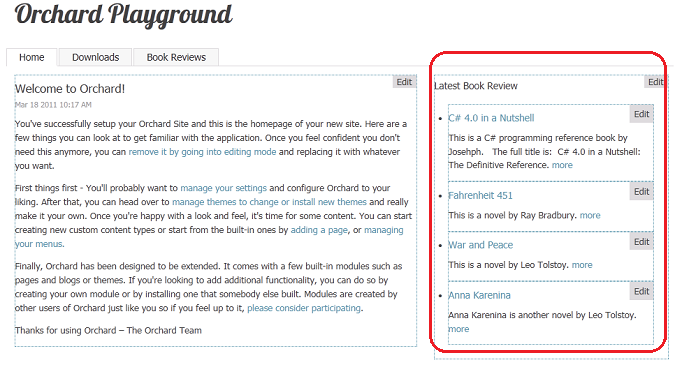 Orchard Playground
Home Downloads Book Reviews
Edit
Welcome to Orchard!
Mar 18 2011 10:17 AM
You've successfully setup your Orchard Site and this is the homepage of your new site. Here are a
few things you can look at to get familiar with the application. Once you feel confident you don't
need this anymore, you can remove it by going into editing mode and replacing it with whatever
you want.
First things first - You'll probably want to manage your settings and configure Orchard to your
liking. After that, you can head over to manage themes to change or install new themes and really
make it your own. Once you're happy with a look and feel, it's time for some content. You can start
creating new custom content types or start from the built-in ones by adding a page, or managing
your menus.
Finally, Orchard has been designed to be extended. It comes with a few built-in modules such as
pages and blogs or themes. If you're looking to add additional functionality, you can do so by
creating your own module or by installing one that somebody else built. Modules are created by
other users of Orchard just like you so if you feel up to it, please consider participating.
Thanks for using Orchard – The Orchard Team
Edit
Latest Book Review
Edit
• C# 4.0 in a Nutshell
This is a C# programming reference book by
Josehph. The full title is: C# 4.0 in a Nutshell:
The Definitive Reference. more
Edit
• Fahrenheit 451
This is a novel by Ray Bradbury. more
Edit
• War and Peace
This is a novel by Leo Tolstoy. more
Edit
• Anna Karenina
Anna Karenina is another novel by Leo Tolstoy.
more